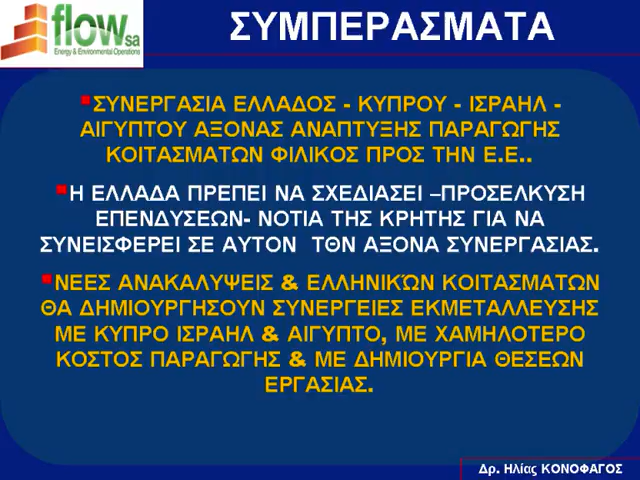 flow sa
Energy & Environmental Operations
ΣΥΜΠΕΡΑΣΜΑΤΑ
ΣΥΝΕΡΓΑΣΙΑ ΕΛΛΑΔΟΣ - ΚΥΠΡΟΥ - ΙΣΡΑΗΛ -
ΑΙΓΥΠΤΟΥ ΑΞΟΝΑΣ ΑΝΑΠΤΥΞΗΣ ΠΑΡΑΓΩΓΗΣ
ΚΟΙΤΑΣΜΑΤΩΝ ΦΙΛΙΚΟΣ ΠΡΟΣ ΤΗΝ Ε.Ε..
Η ΕΛΛΑΔΑ ΠΡΕΠΕΙ ΝΑ ΣΧΕΔΙΑΣΕΙ –ΠΡΟΣΕΛΚΥΣΗ
ΕΠΕΝΔΥΣΕΩΝ- ΝΟΤΙΑ ΤΗΣ ΚΡΗΤΗΣ ΓΙΑ ΝΑ
ΣΥΝΕΙΣΦΕΡΕΙ ΣΕ ΑΥΤΟΝ ΤΘΝ ΑΞΟΝΑ ΣΥΝΕΡΓΑΣΙΑΣ.
ΝΕΕΣ ΑΝΑΚΑΛΥΨΕΙΣ & ΕΛΛΗΝΙΚΏΝ ΚΟΙΤΑΣΜΑΤΩΝ
ΘΑ ΔΗΜΙΟΥΡΓΗΣΟΥΝ ΣΥΝΕΡΓΕΙΕΣ ΕΚΜΕΤΑΛΛΕΥΣΗΣ
ΜΕ ΚΥΠΡΟ ΙΣΡΑΗΛ & ΑΙΓΥΠΤΟ, ΜΕ ΧΑΜΗΛΟΤΕΡΟ
ΚΟΣΤΟΣ ΠΑΡΑΓΩΓΗΣ & ΜΕ ΔΗΜΙΟΥΡΓΙΑ ΘΕΣΕΩΝ
ΕΡΓΑΣΙΑΣ.
Δρ. Ηλίας ΚΟΝΟΦΑΓΟΣ